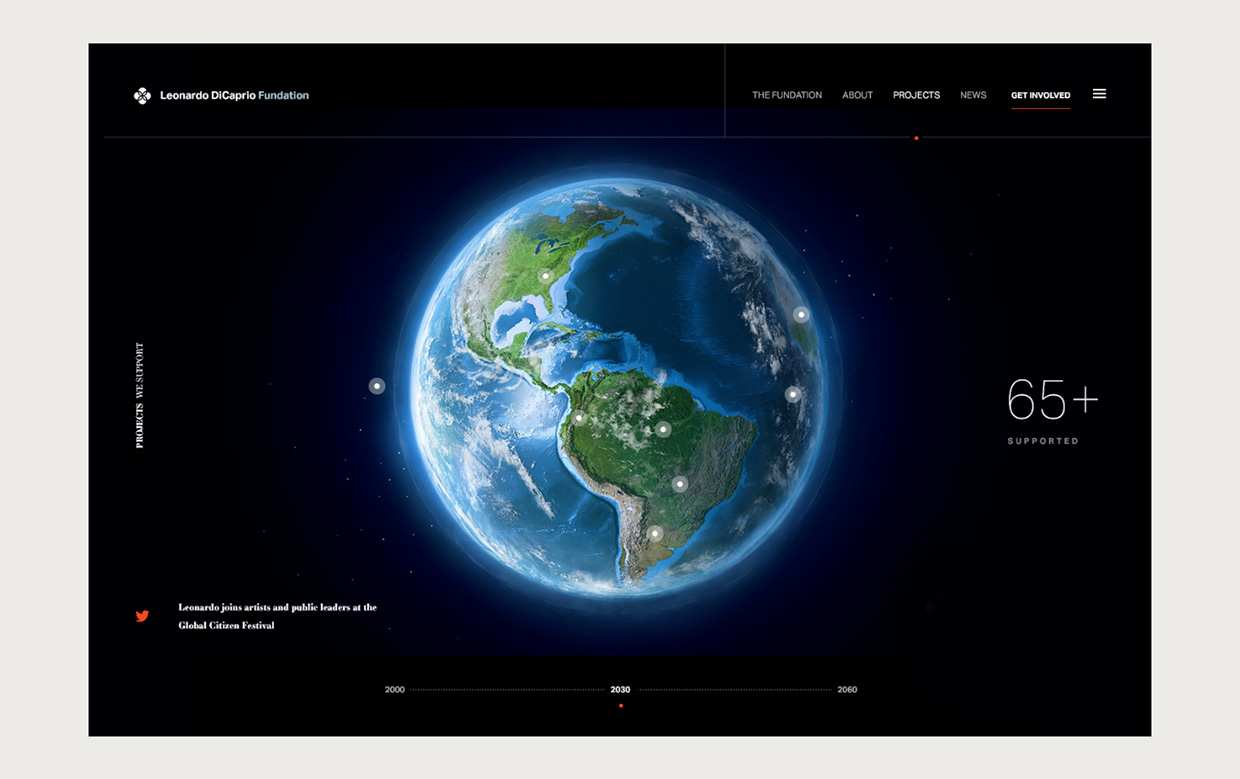 Leonardo DiCaprio Fundation
THE FUNDATION ABOUT PROJECTS NEWS GET INVOLVED
PROJECTS WE SUPPORT
65+
SUPPORTED
Leonardo joins artists and public leaders at the
Global Citizen Festival
2000 2030 2060